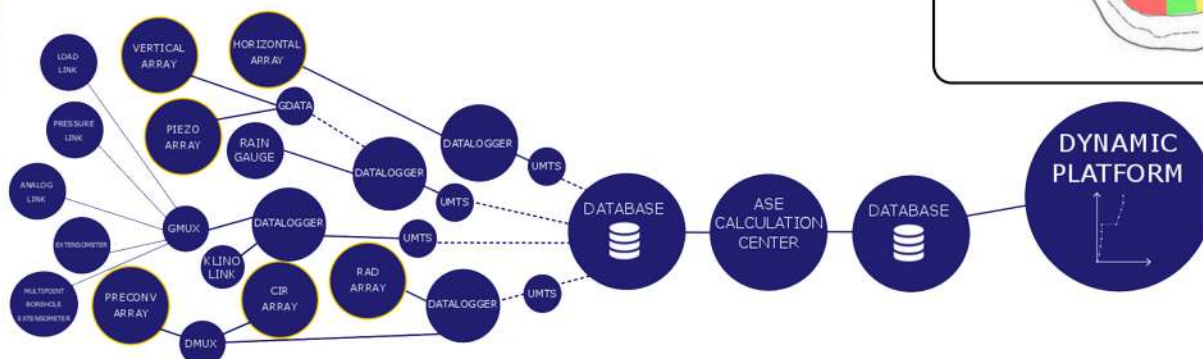 LOAD
LINK
VERTICAL
ARRAY
HORIZONTAL
ARRAY
PRESSURE
LINK
PIEZO
ARRAY
GDATA
RAIN
GAUGE
DATALOGGER
DATALOGGER
UMTS
UMTS
ANALOG
LINK
EXTENSOMETER
GMUX
DATALOGGER
KLINO
LINK
UMTS
MULTIPOINT
BOREHOLE
EXTENSOMETER
PRECONV
ARRAY
CIR
ARRAY
RAD
ARRAY
DMUX
DATALOGGER
UMTS
DATABASE
ASE
CALCULATION
CENTER
DATABASE
DYNAMIC
PLATFORM